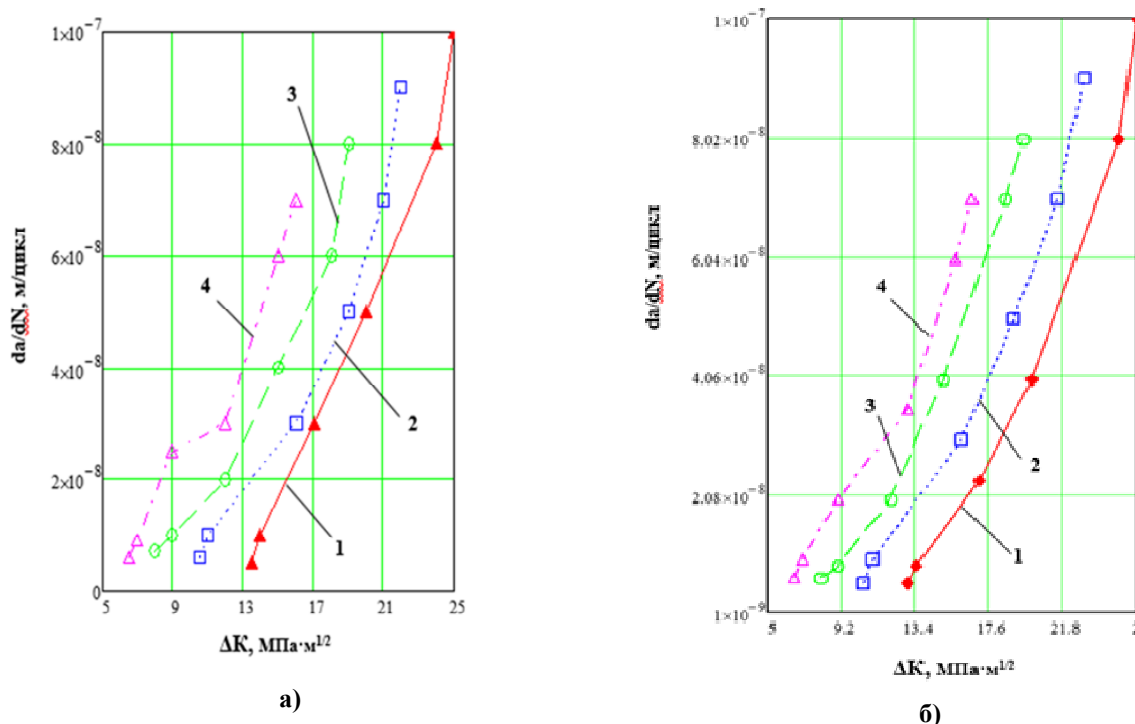 da/dN, м/цикл
1×10⁻⁷
8×10⁻⁸
6×10⁻⁸
4×10⁻⁸
2×10⁻⁸
0
5 9 13 17 21 25
3
4
2
1
ΔK, МПа·м^1/2
а)
da/dN, м/цикл
1×10⁻⁷
8.02×10⁻⁸
6.04×10⁻⁸
4.06×10⁻⁸
2.08×10⁻⁸
1×10⁻⁹
5 9.2 13.4 17.6 21.8
4
3
2
1
ΔK, МПа·м^1/2
б)